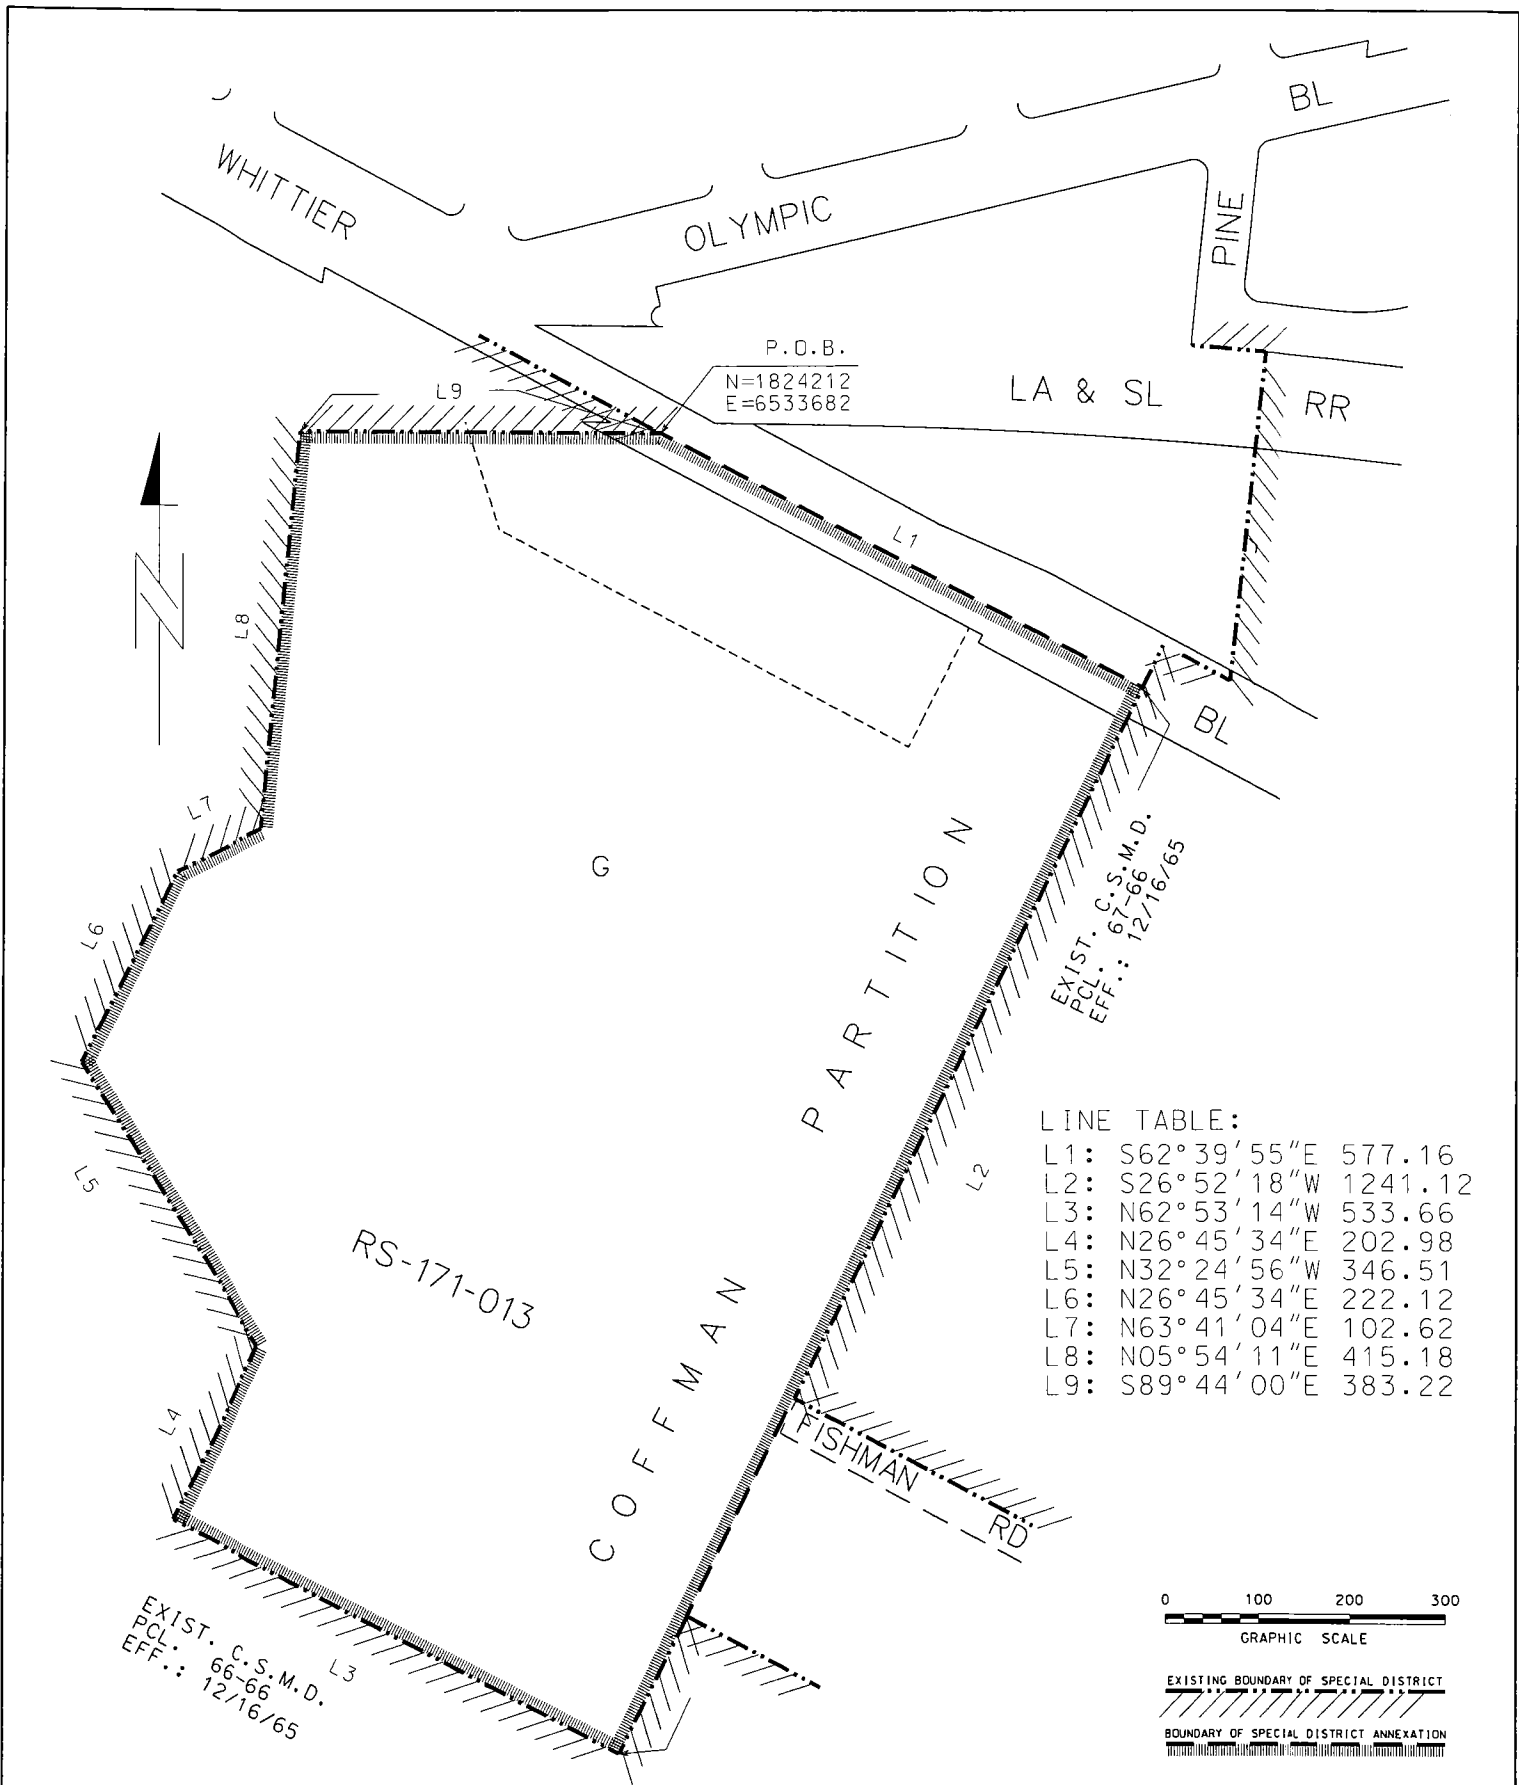 BL
WHITTIER
OLYMPIC
PINE
P.O.B.
N=1824212
E=6533682
L9
LA & SL
RR
L1
L8
BL
L7
G
EXIST. C.S.M.D.
PCL. 67-66
EFF.: 12/16/65
L6
PARTITION
LINE TABLE:
L1: S62°39'55"E 577.16
L2: S26°52'18"W 1241.12
L3: N62°53'14"W 533.66
L4: N26°45'34"E 202.98
L5: N32°24'56"W 346.51
L6: N26°45'34"E 222.12
L7: N63°41'04"E 102.62
L8: N05°54'11"E 415.18
L9: S89°44'00"E 383.22
L5
L2
RS-171-013
COFFMAN
L4
FISHMAN
RD
EXIST. C.S.M.D.
PCL. 66-66
EFF.: 12/16/65
L3
0 100 200 300
GRAPHIC SCALE
EXISTING BOUNDARY OF SPECIAL DISTRICT
BOUNDARY OF SPECIAL DISTRICT ANNEXATION
N